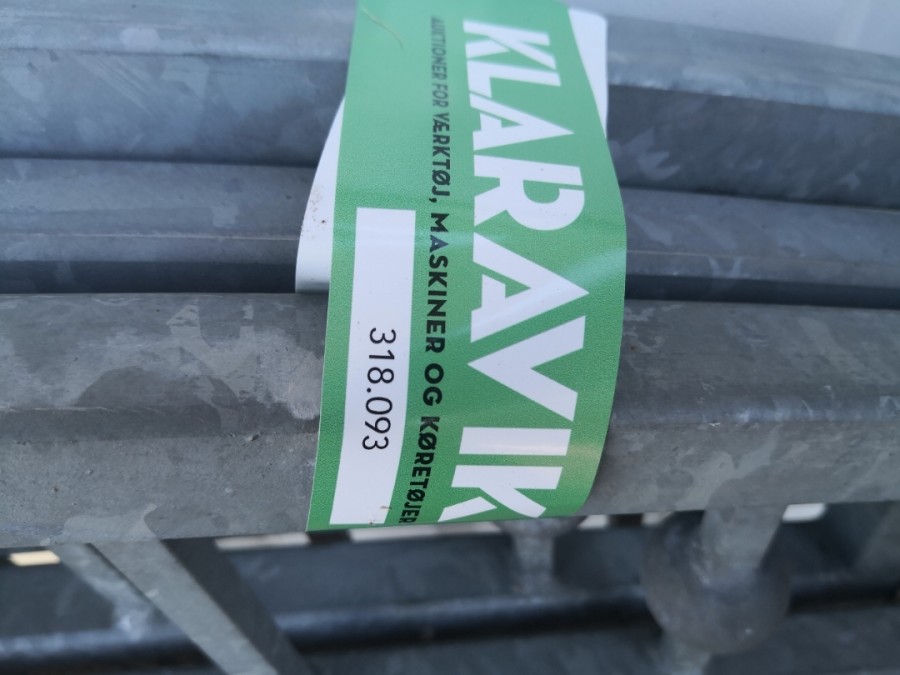 KLARAVIK
AUKTIONER FOR VÆRKTØJ, MASKINER OG KØRETØJER
318.093